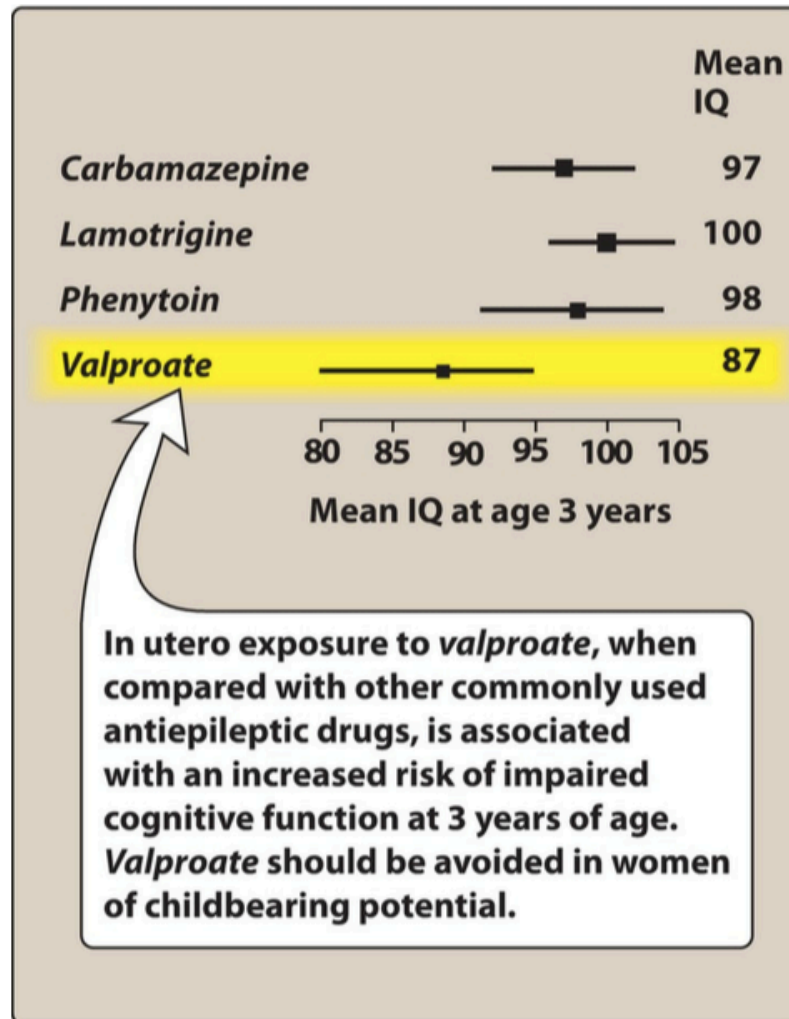 Mean
IQ
Carbamazepine 97
Lamotrigine 100
Phenytoin 98
Valproate 87
80 85 90 95 100 105
Mean IQ at age 3 years
In utero exposure to valproate, when
compared with other commonly used
antiepileptic drugs, is associated
with an increased risk of impaired
cognitive function at 3 years of age.
Valproate should be avoided in women
of childbearing potential.